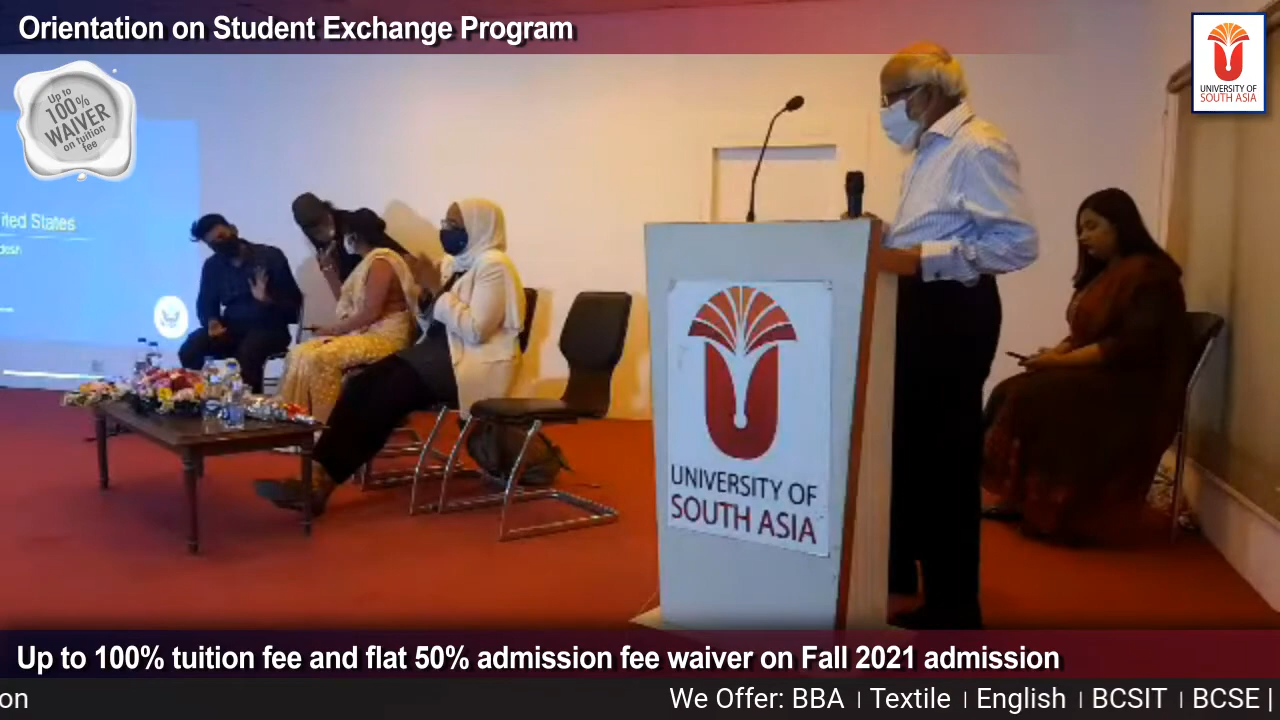 Orientation on Student Exchange Program
UNIVERSITY OF
SOUTH ASIA
Up to
100%
WAIVER
on tuition
fee
ited States
UNIVERSITY OF
SOUTH ASIA
Up to 100% tuition fee and flat 50% admission fee waiver on Fall 2021 admission
on
We Offer: BBA | Textile | English | BCSIT | BCSE |